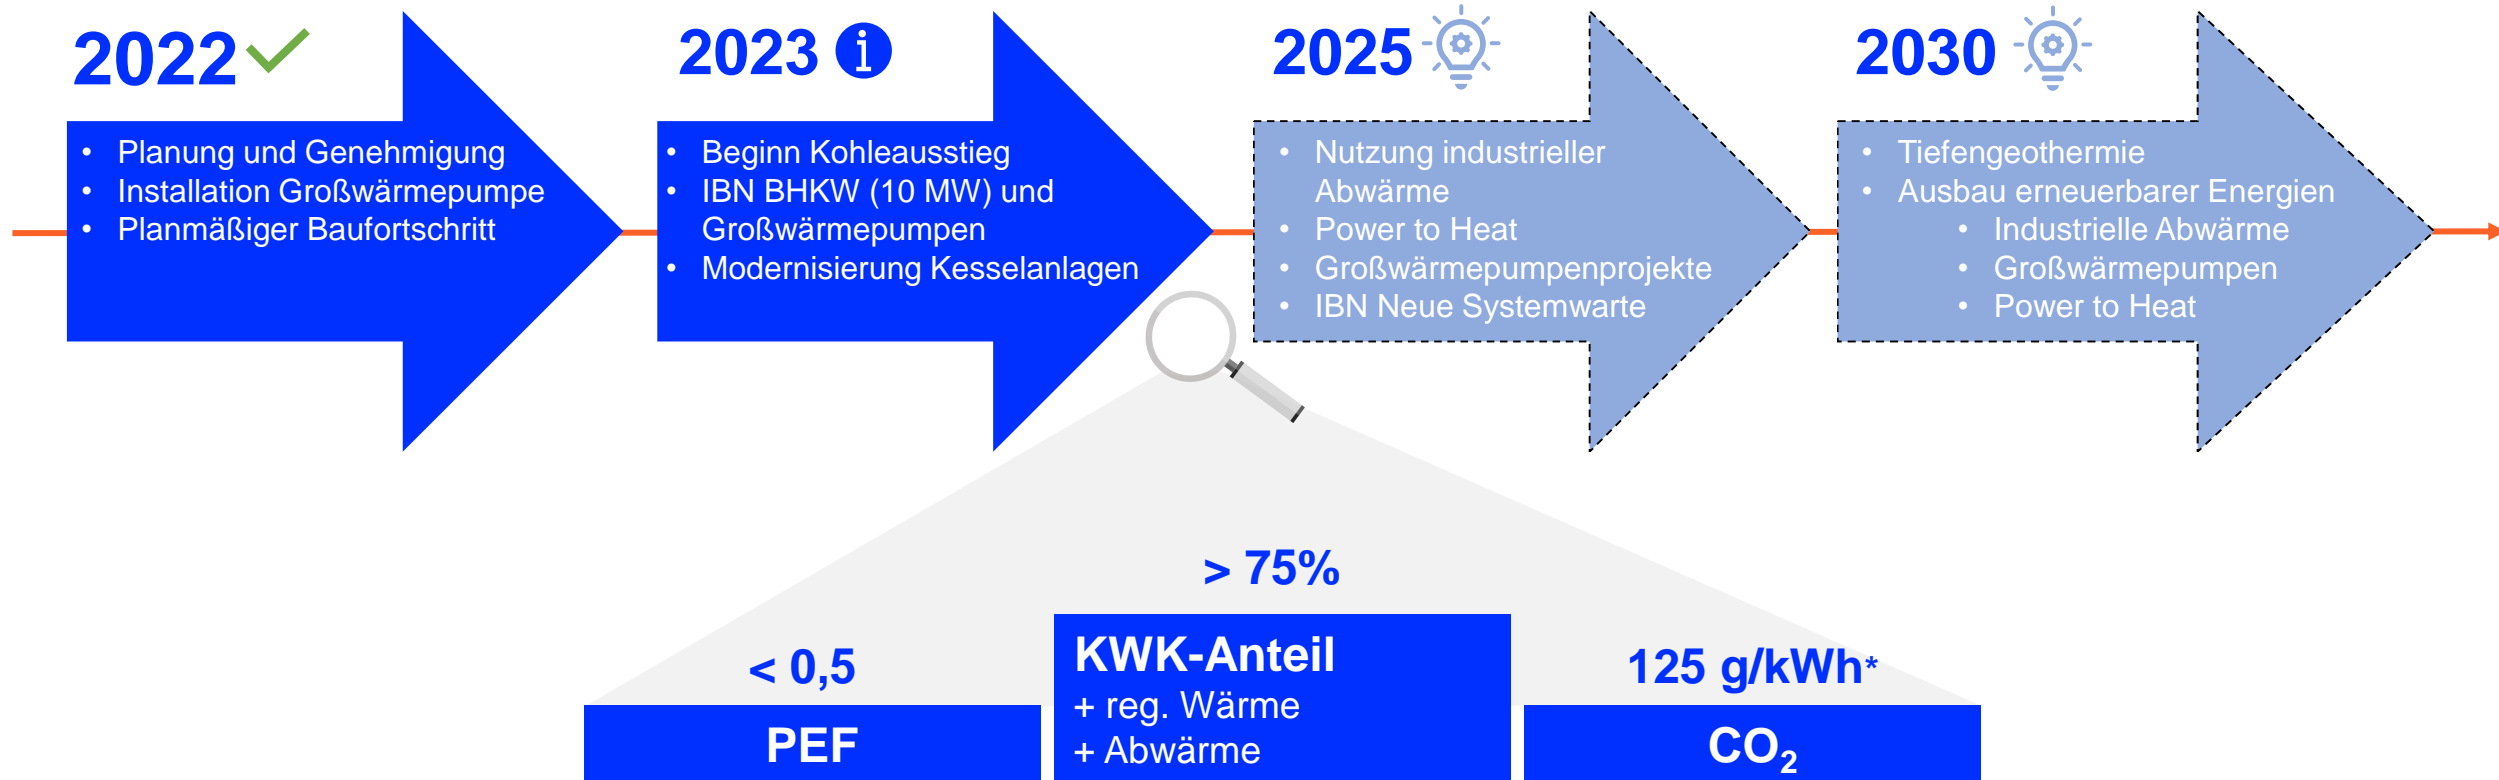 2022
• Planung und Genehmigung
• Installation Großwärmepumpe
• Planmäßiger Baufortschritt
2023
• Beginn Kohleausstieg
• IBN BHKW (10 MW) und
Großwärmepumpen
• Modernisierung Kesselanlagen
2025
• Nutzung industrieller
Abwärme
• Power to Heat
• Großwärmepumpenprojekte
• IBN Neue Systemwarte
2030
• Tiefengeothermie
• Ausbau erneuerbarer Energien
• Industrielle Abwärme
• Großwärmepumpen
• Power to Heat
< 0,5
PEF
> 75%
KWK-Anteil
+ reg. Wärme
+ Abwärme
125 g/kWh*
CO₂